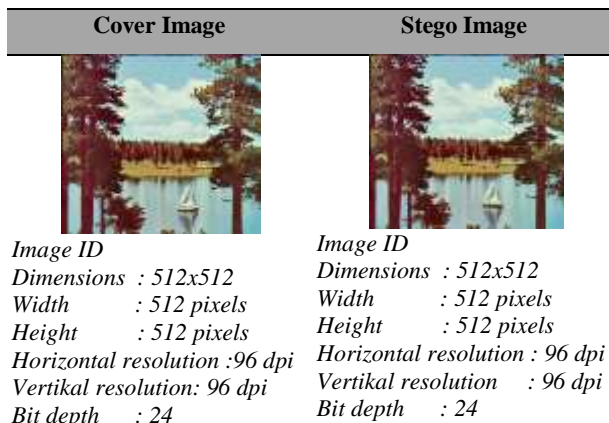 Cover Image
Stego Image
Image ID
Dimensions : 512x512
Width : 512 pixels
Height : 512 pixels
Horizontal resolution :96 dpi
Vertikal resolution: 96 dpi
Bit depth : 24
Image ID
Dimensions : 512x512
Width : 512 pixels
Height : 512 pixels
Horizontal resolution : 96 dpi
Vertikal resolution : 96 dpi
Bit depth : 24